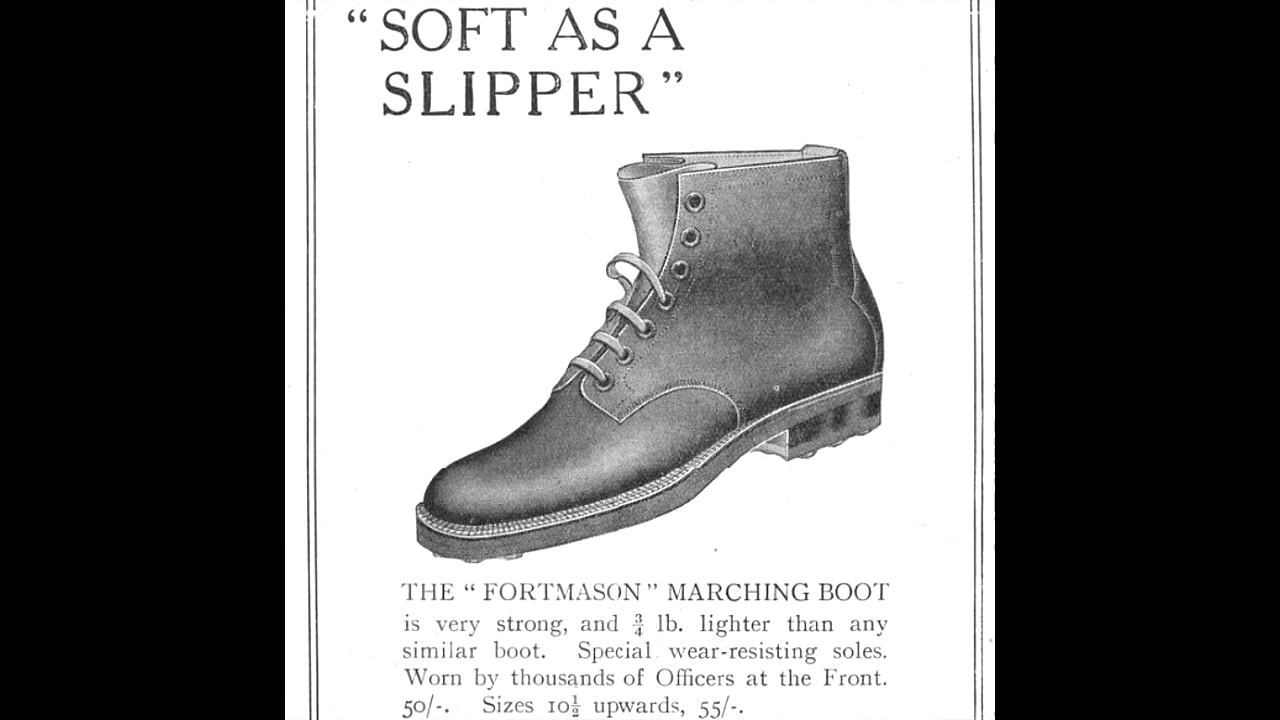 “ SOFT AS A
SLIPPER ”
THE “ FORTMASON ” MARCHING BOOT
is very strong, and ¾ lb. lighter than any
similar boot. Special wear-resisting soles.
Worn by thousands of Officers at the Front.
50/-. Sizes 10½ upwards, 55/-.